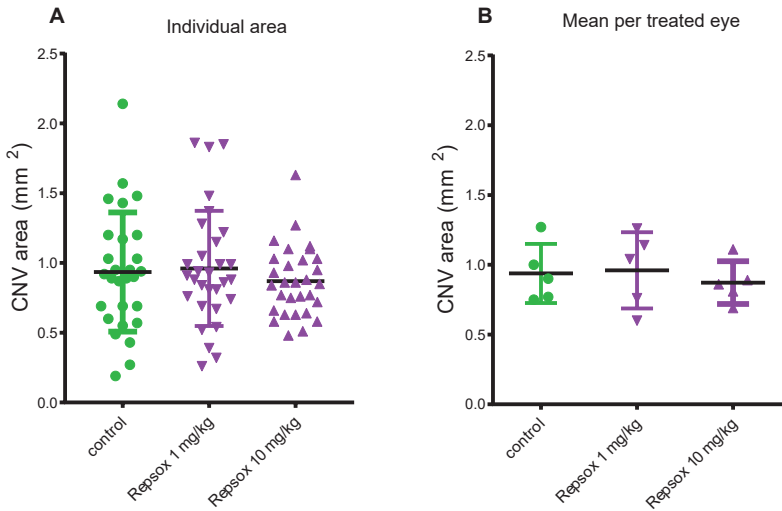 A
Individual area
CNV area (mm 2)
2.5
2.0
1.5
1.0
0.5
0.0
control
Repsox 1 mg/kg
Repsox 10 mg/kg
B
Mean per treated eye
CNV area (mm 2)
2.5
2.0
1.5
1.0
0.5
0.0
control
Repsox 1 mg/kg
Repsox 10 mg/kg